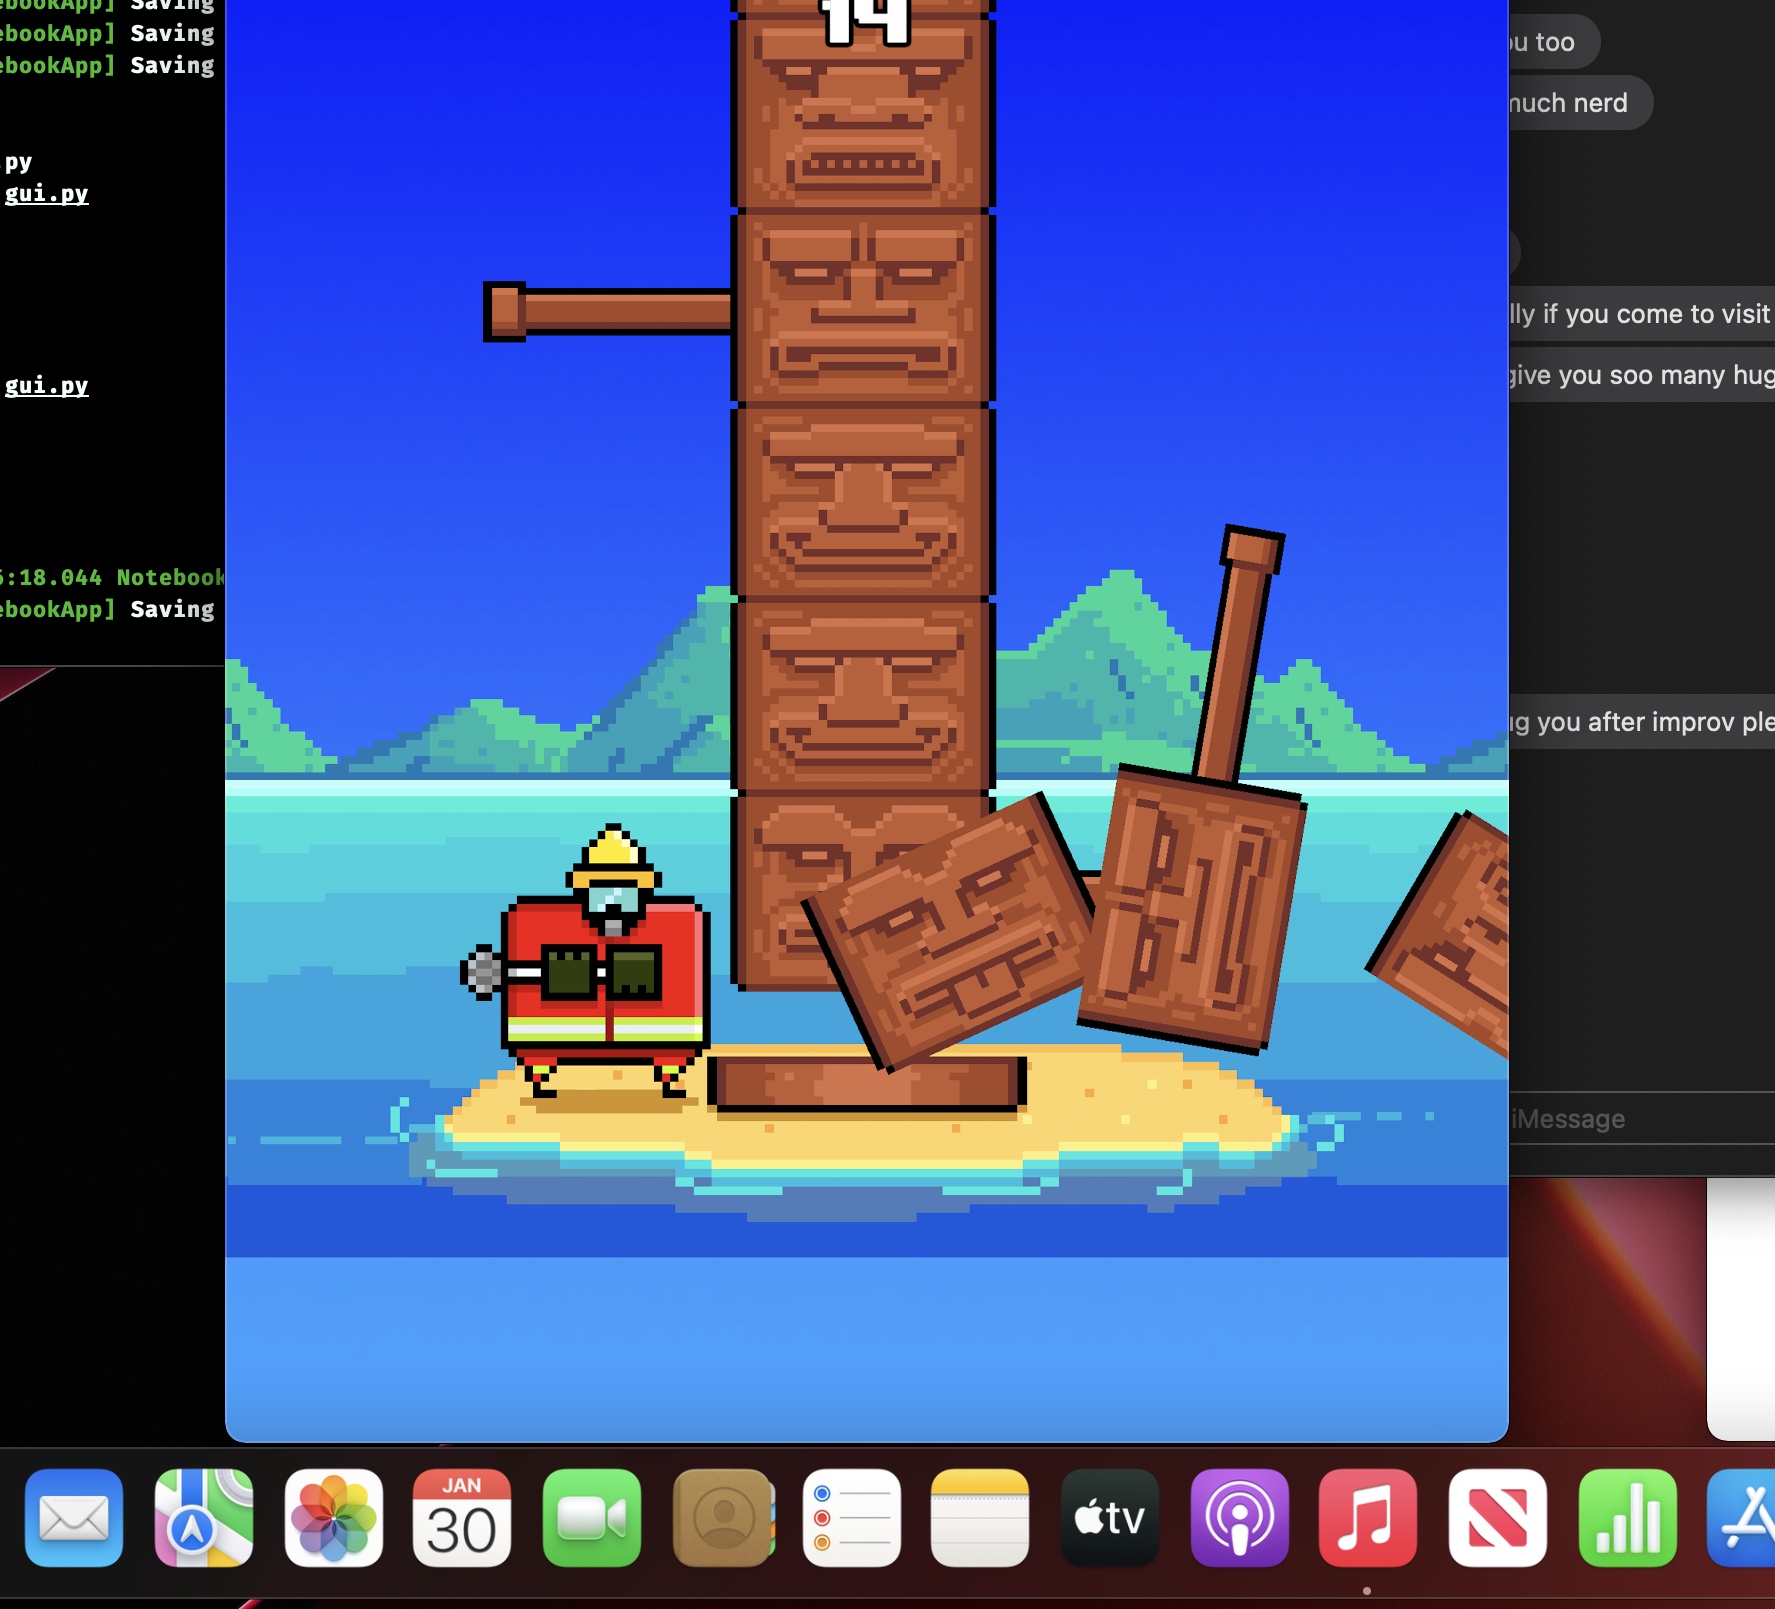 ebookApp] Saving
ebookApp] Saving
ebookApp] Saving
py
gui.py
gui.py
:18.044 Notebook
ebookApp] Saving
14
too
much nerd
lly if you come to visit
give you soo many hug
you after improv ple
iMessage
JAN
30
tv